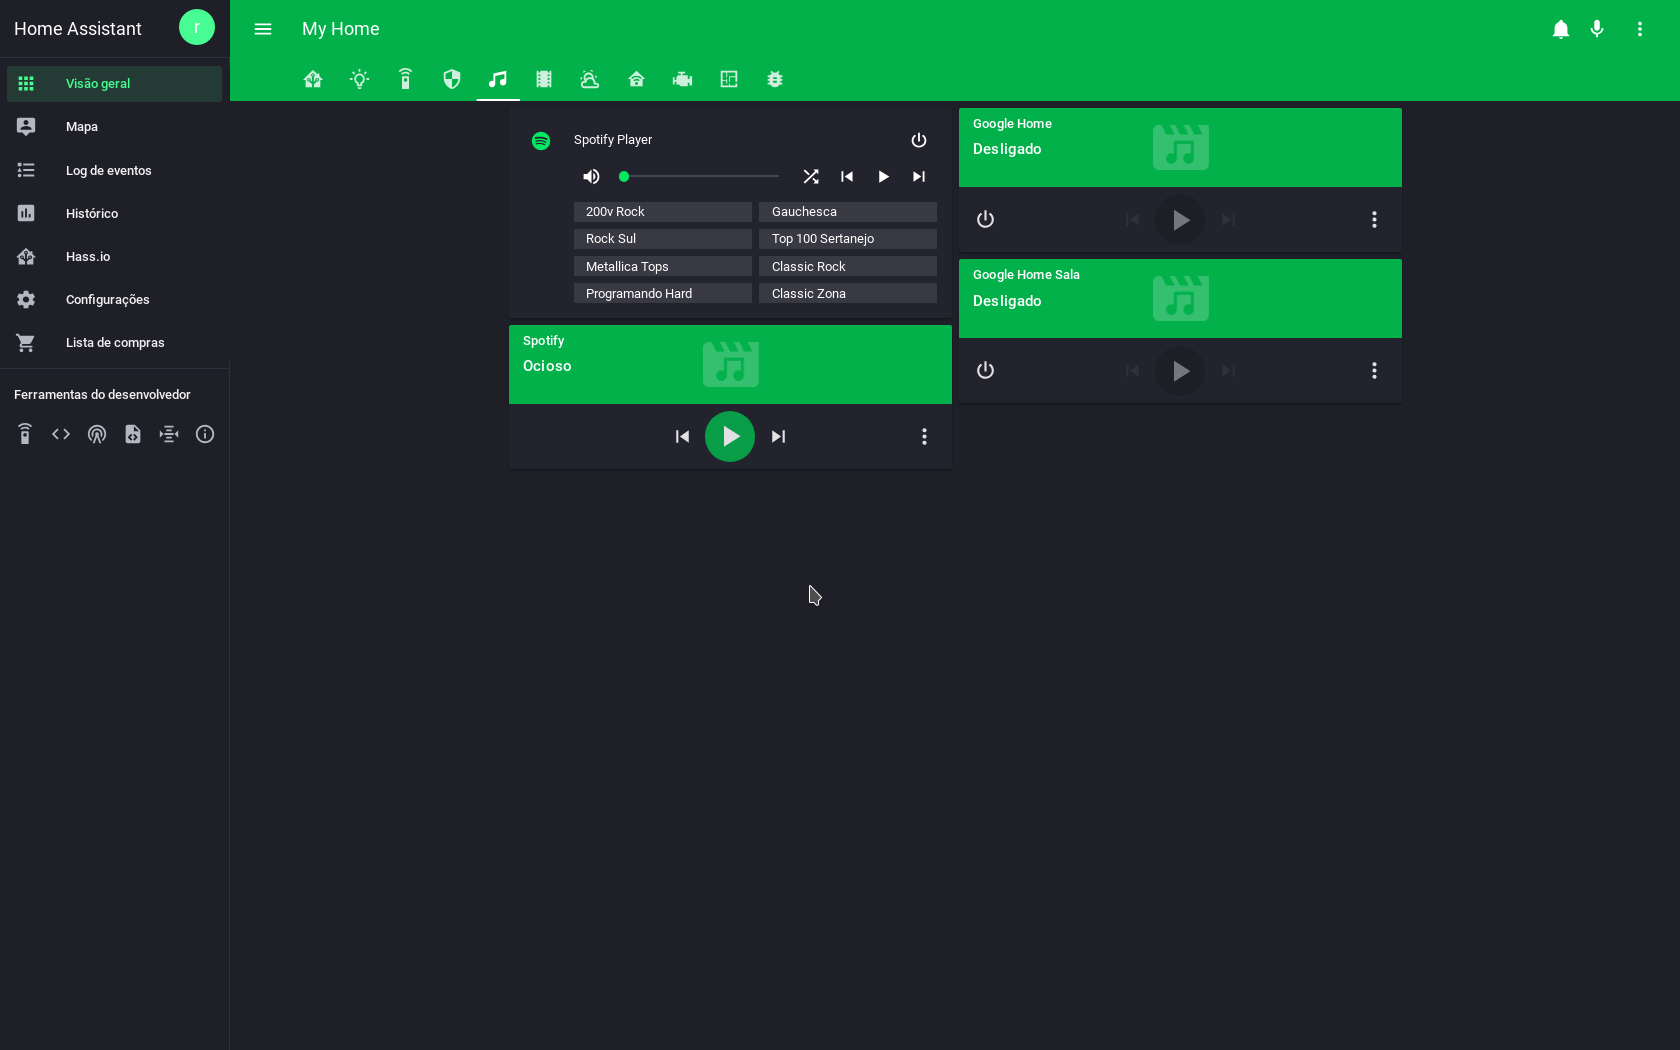 Home Assistant
r
My Home
Visão geral
Mapa
Log de eventos
Histórico
Hass.io
Configurações
Lista de compras
Ferramentas do desenvolvedor
Spotify Player
200v Rock
Gauchesca
Rock Sul
Top 100 Sertanejo
Metallica Tops
Classic Rock
Programando Hard
Classic Zona
Spotify
Ocioso
Google Home
Desligado
Google Home Sala
Desligado